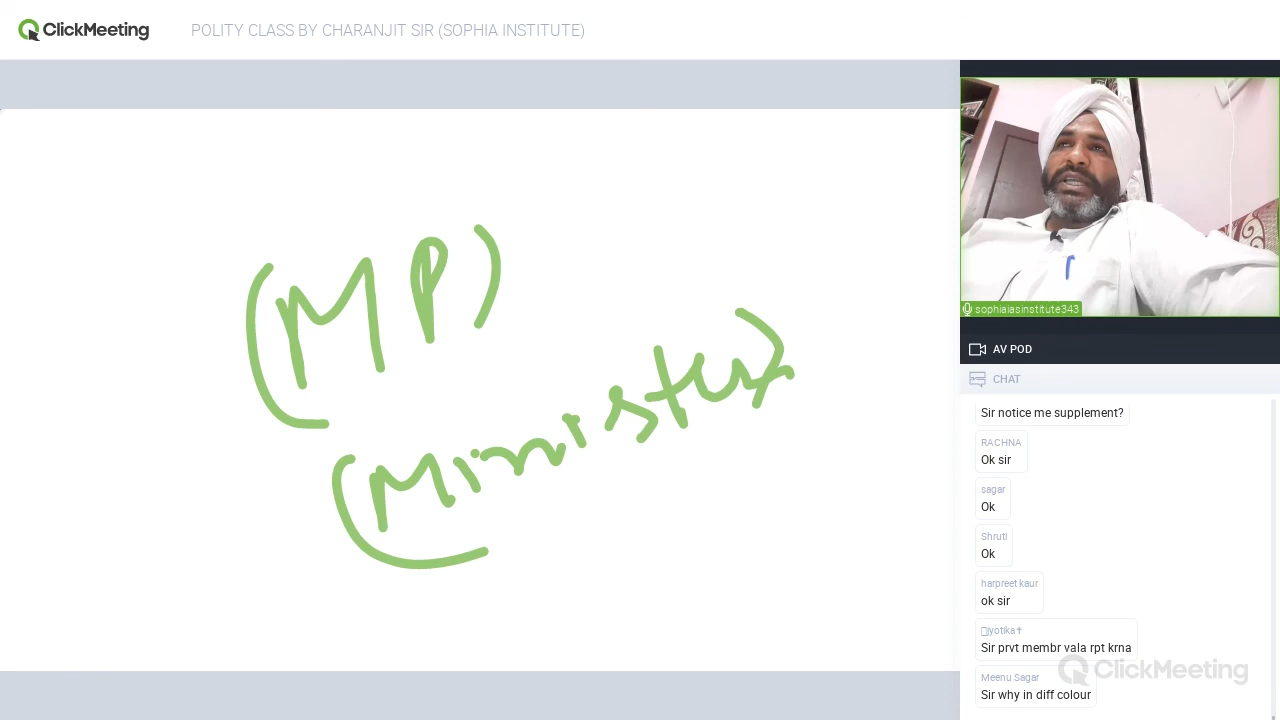 ClickMeeting
POLITY CLASS BY CHARANJIT SIR (SOPHIA INSTITUTE)
(MP)
(Minister)
sophiaiasinstitute343
AV POD
CHAT
Sir notice me supplement?
RACHNA
Ok sir
sagar
Ok
Shruti
Ok
harpreet kaur
ok sir
jyotika✝
Sir prvt membr vala rpt krna
ClickMeeting
Meenu Sagar
Sir why in diff colour